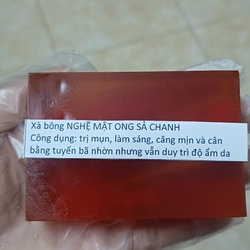 Xà bông NGHỆ MẬT ONG SẢ CHANH
Công dụng: trị mụn, làm sáng, căng mịn và cân
bằng tuyến bã nhờn nhưng vẫn duy trì độ ẩm da